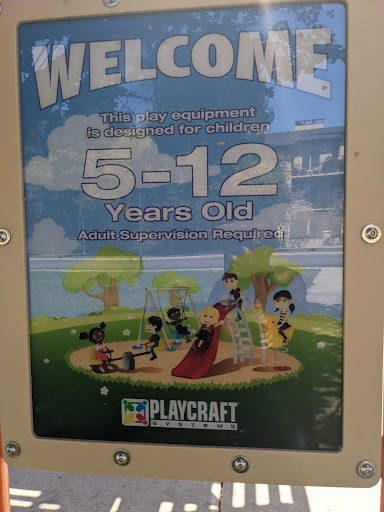 WELCOME
This play equipment
is designed for children
5-12
Years Old
Adult Supervision Required
PLAYCRAFT
SYSTEMS